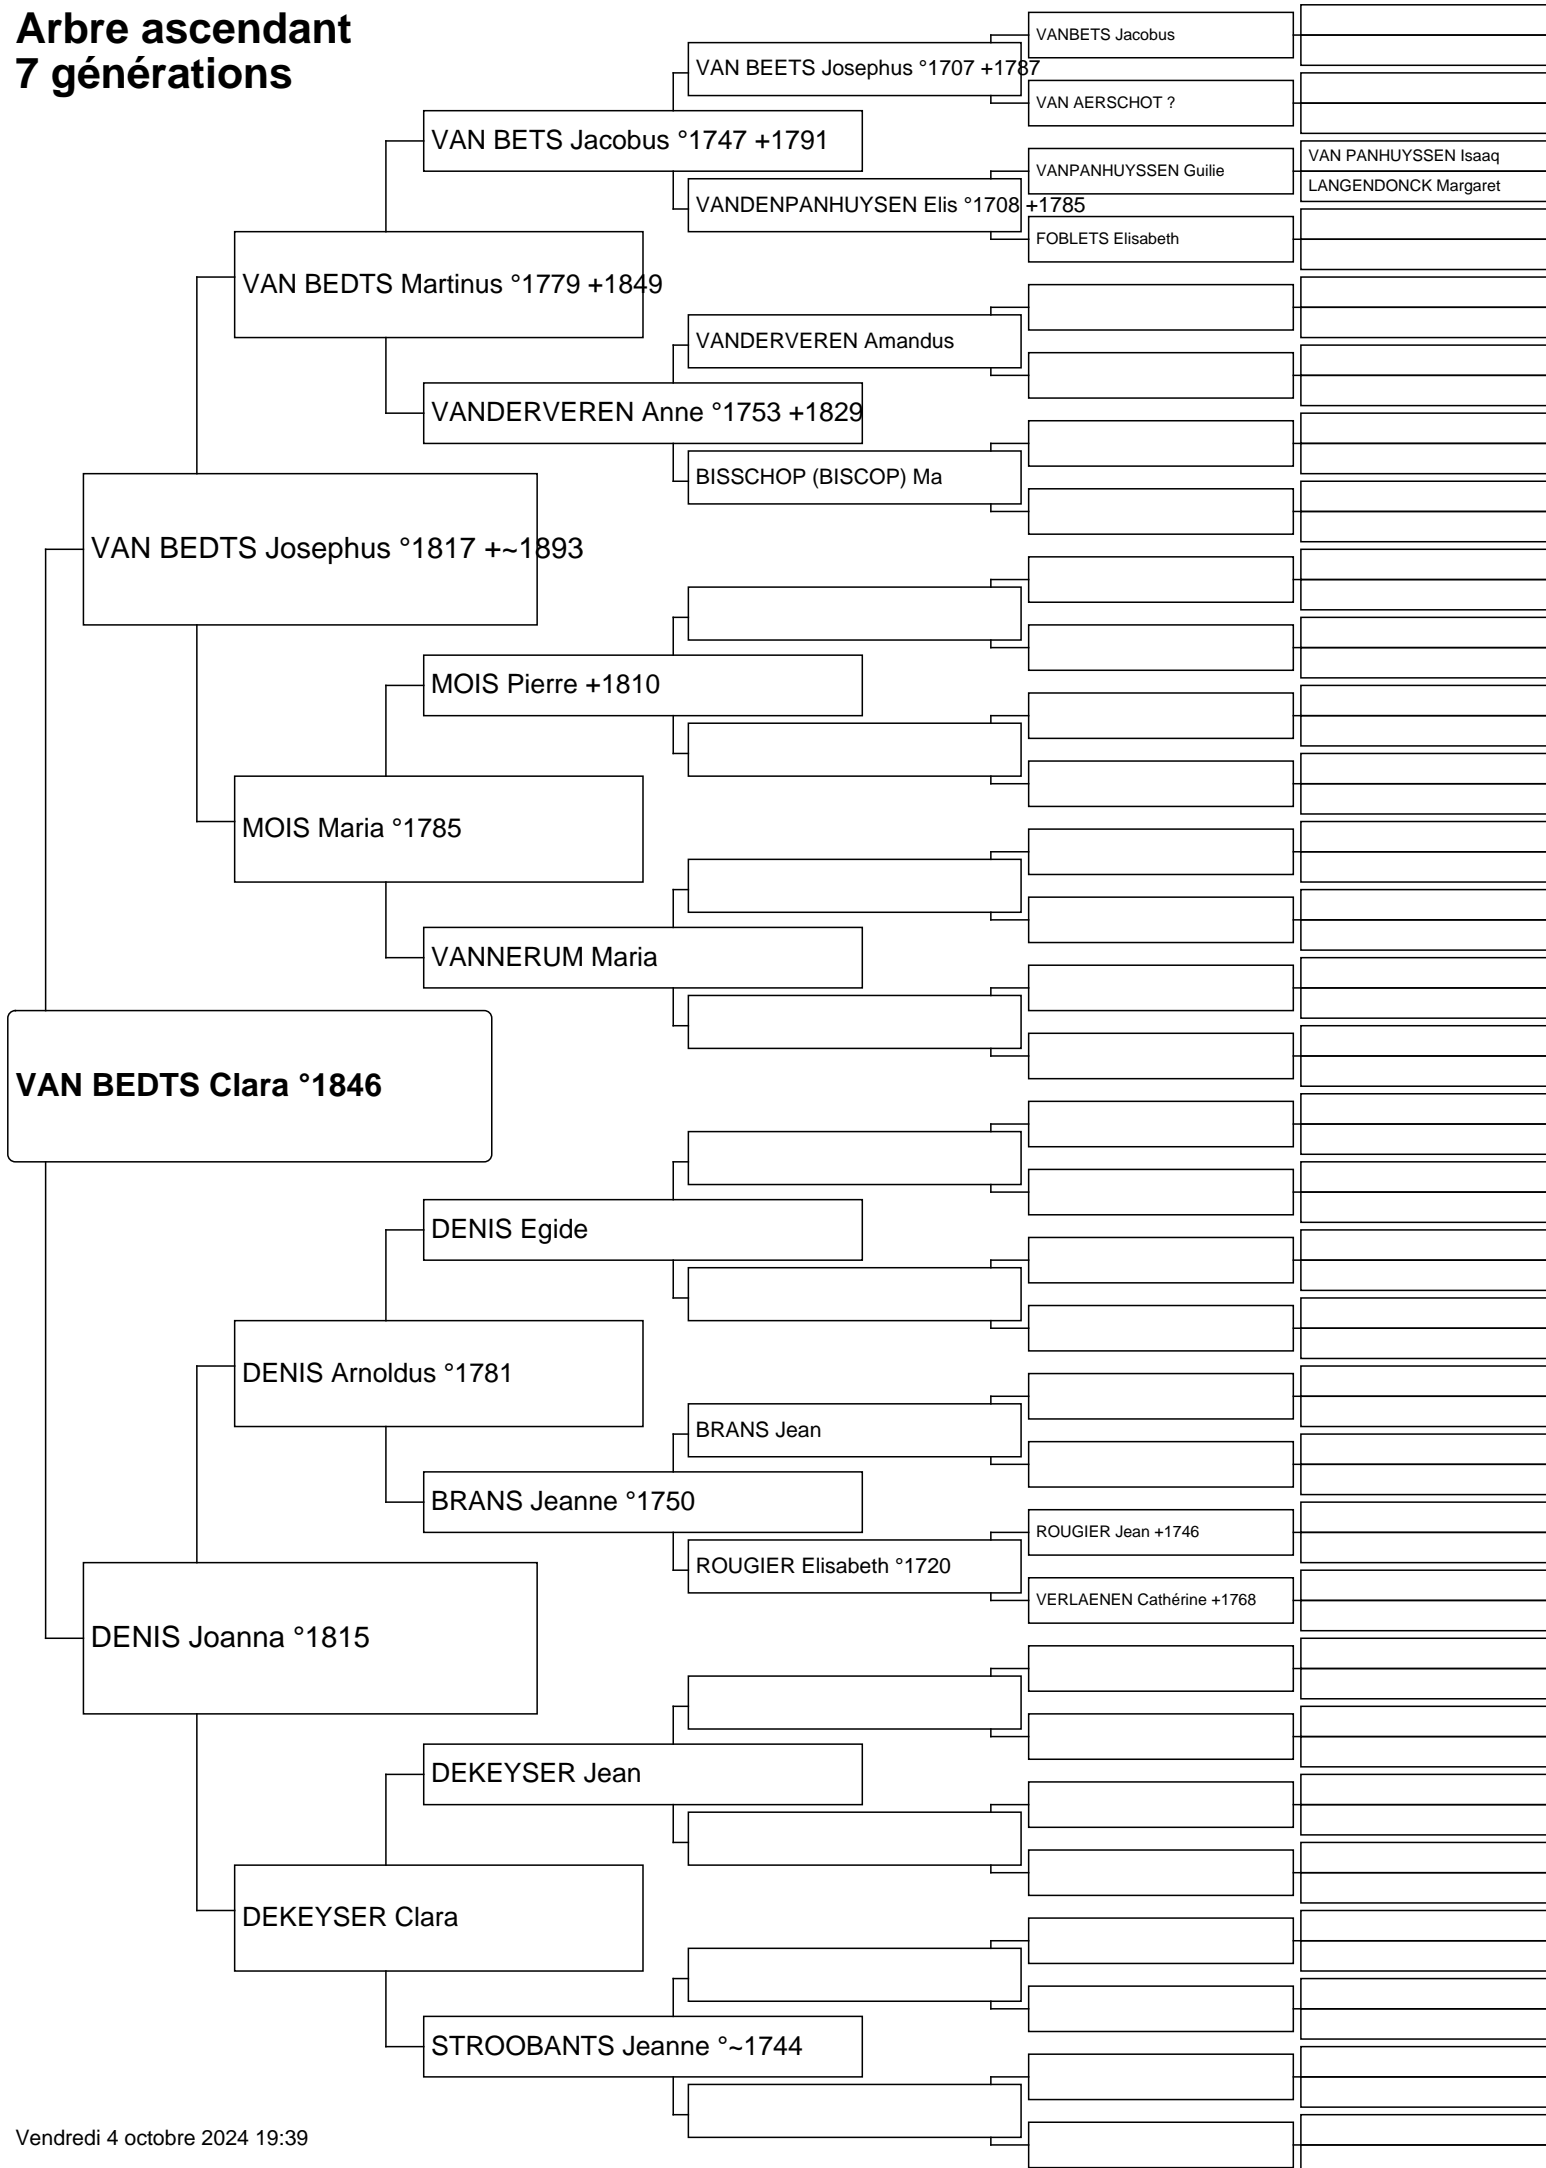 Arbre ascendant
7 générations
VANBETS Jacobus
VAN BEETS Josephus °1707 +1787
VAN AERSCHOT ?
VAN BETS Jacobus °1747 +1791
VAN PANHUYSSEN Isaaq
VANPANHUYSSEN Guilie
LANGENDONCK Margaret
VANDENPANHUYSEN Elis °1708 +1785
FOBLETS Elisabeth
VAN BEDTS Martinus °1779 +1849
VANDERVEREN Amandus
VANDERVEREN Anne °1753 +1829
BISSCHOP (BISCOP) Ma
VAN BEDTS Josephus °1817 +~1893
MOIS Pierre +1810
MOIS Maria °1785
VANNERUM Maria
VAN BEDTS Clara °1846
DENIS Egide
DENIS Arnoldus °1781
BRANS Jean
BRANS Jeanne °1750
ROUGIER Jean +1746
ROUGIER Elisabeth °1720
VERLAENEN Cathérine +1768
DENIS Joanna °1815
DEKEYSER Jean
DEKEYSER Clara
STROOBANTS Jeanne °~1744
Vendredi 4 octobre 2024 19:39